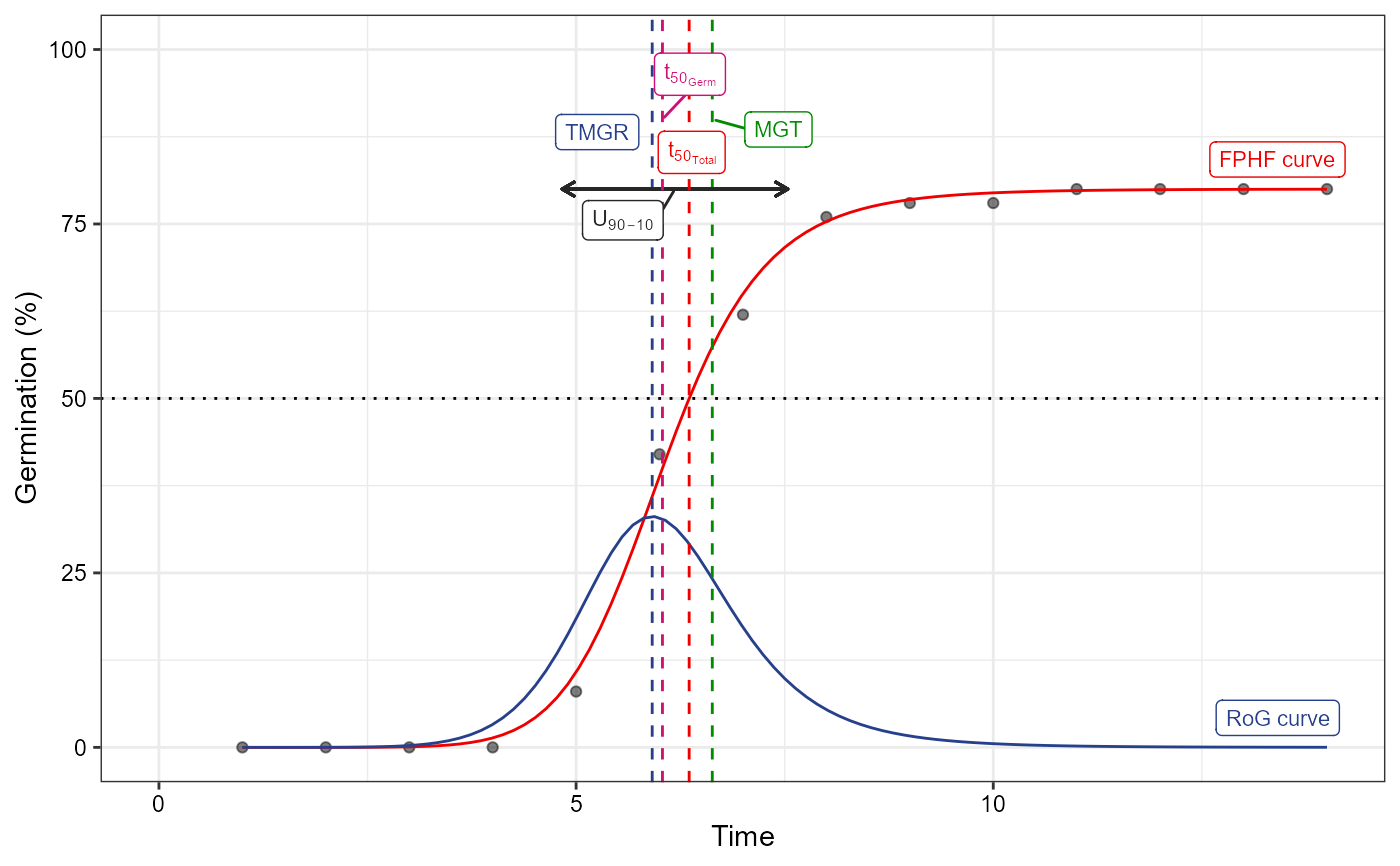 100
t50Germ
TMGR
MGT
t50Total
FPHF curve
U90−10
75
Germination (%)
50
25
RoG curve
0
0 5 10
Time